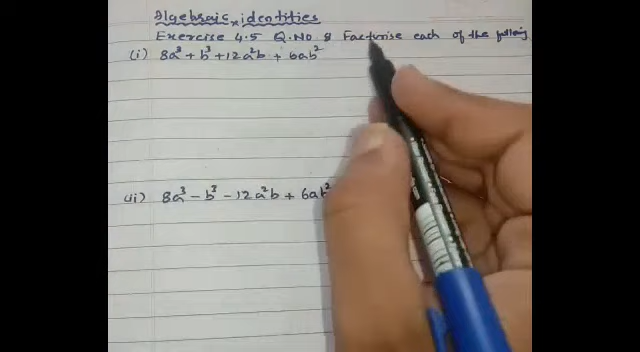 Algebraic identities
Exercise 4.5 Q.No 8 Factorise each of the following
(i) 8a³ + b³ + 12a²b + 6ab²
(ii) 8a³ - b³ - 12a²b + 6ab²